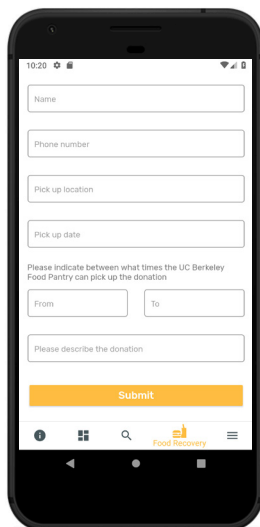 10:20
Name
Phone number
Pick up location
Pick up date
Please indicate between what times the UC Berkeley
Food Pantry can pick up the donation
From To
Please describe the donation
Submit
Food Recovery